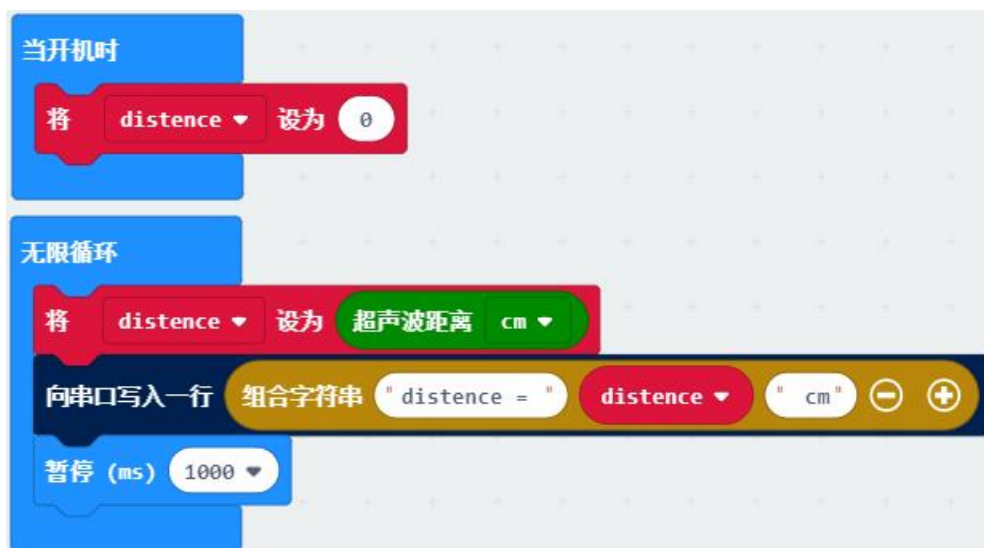 当开机时
将 distence 设为 0
无限循环
将 distence 设为 超声波距离 cm
向串口写入一行 组合字符串 "distence = " distence " cm"
暂停 (ms) 1000